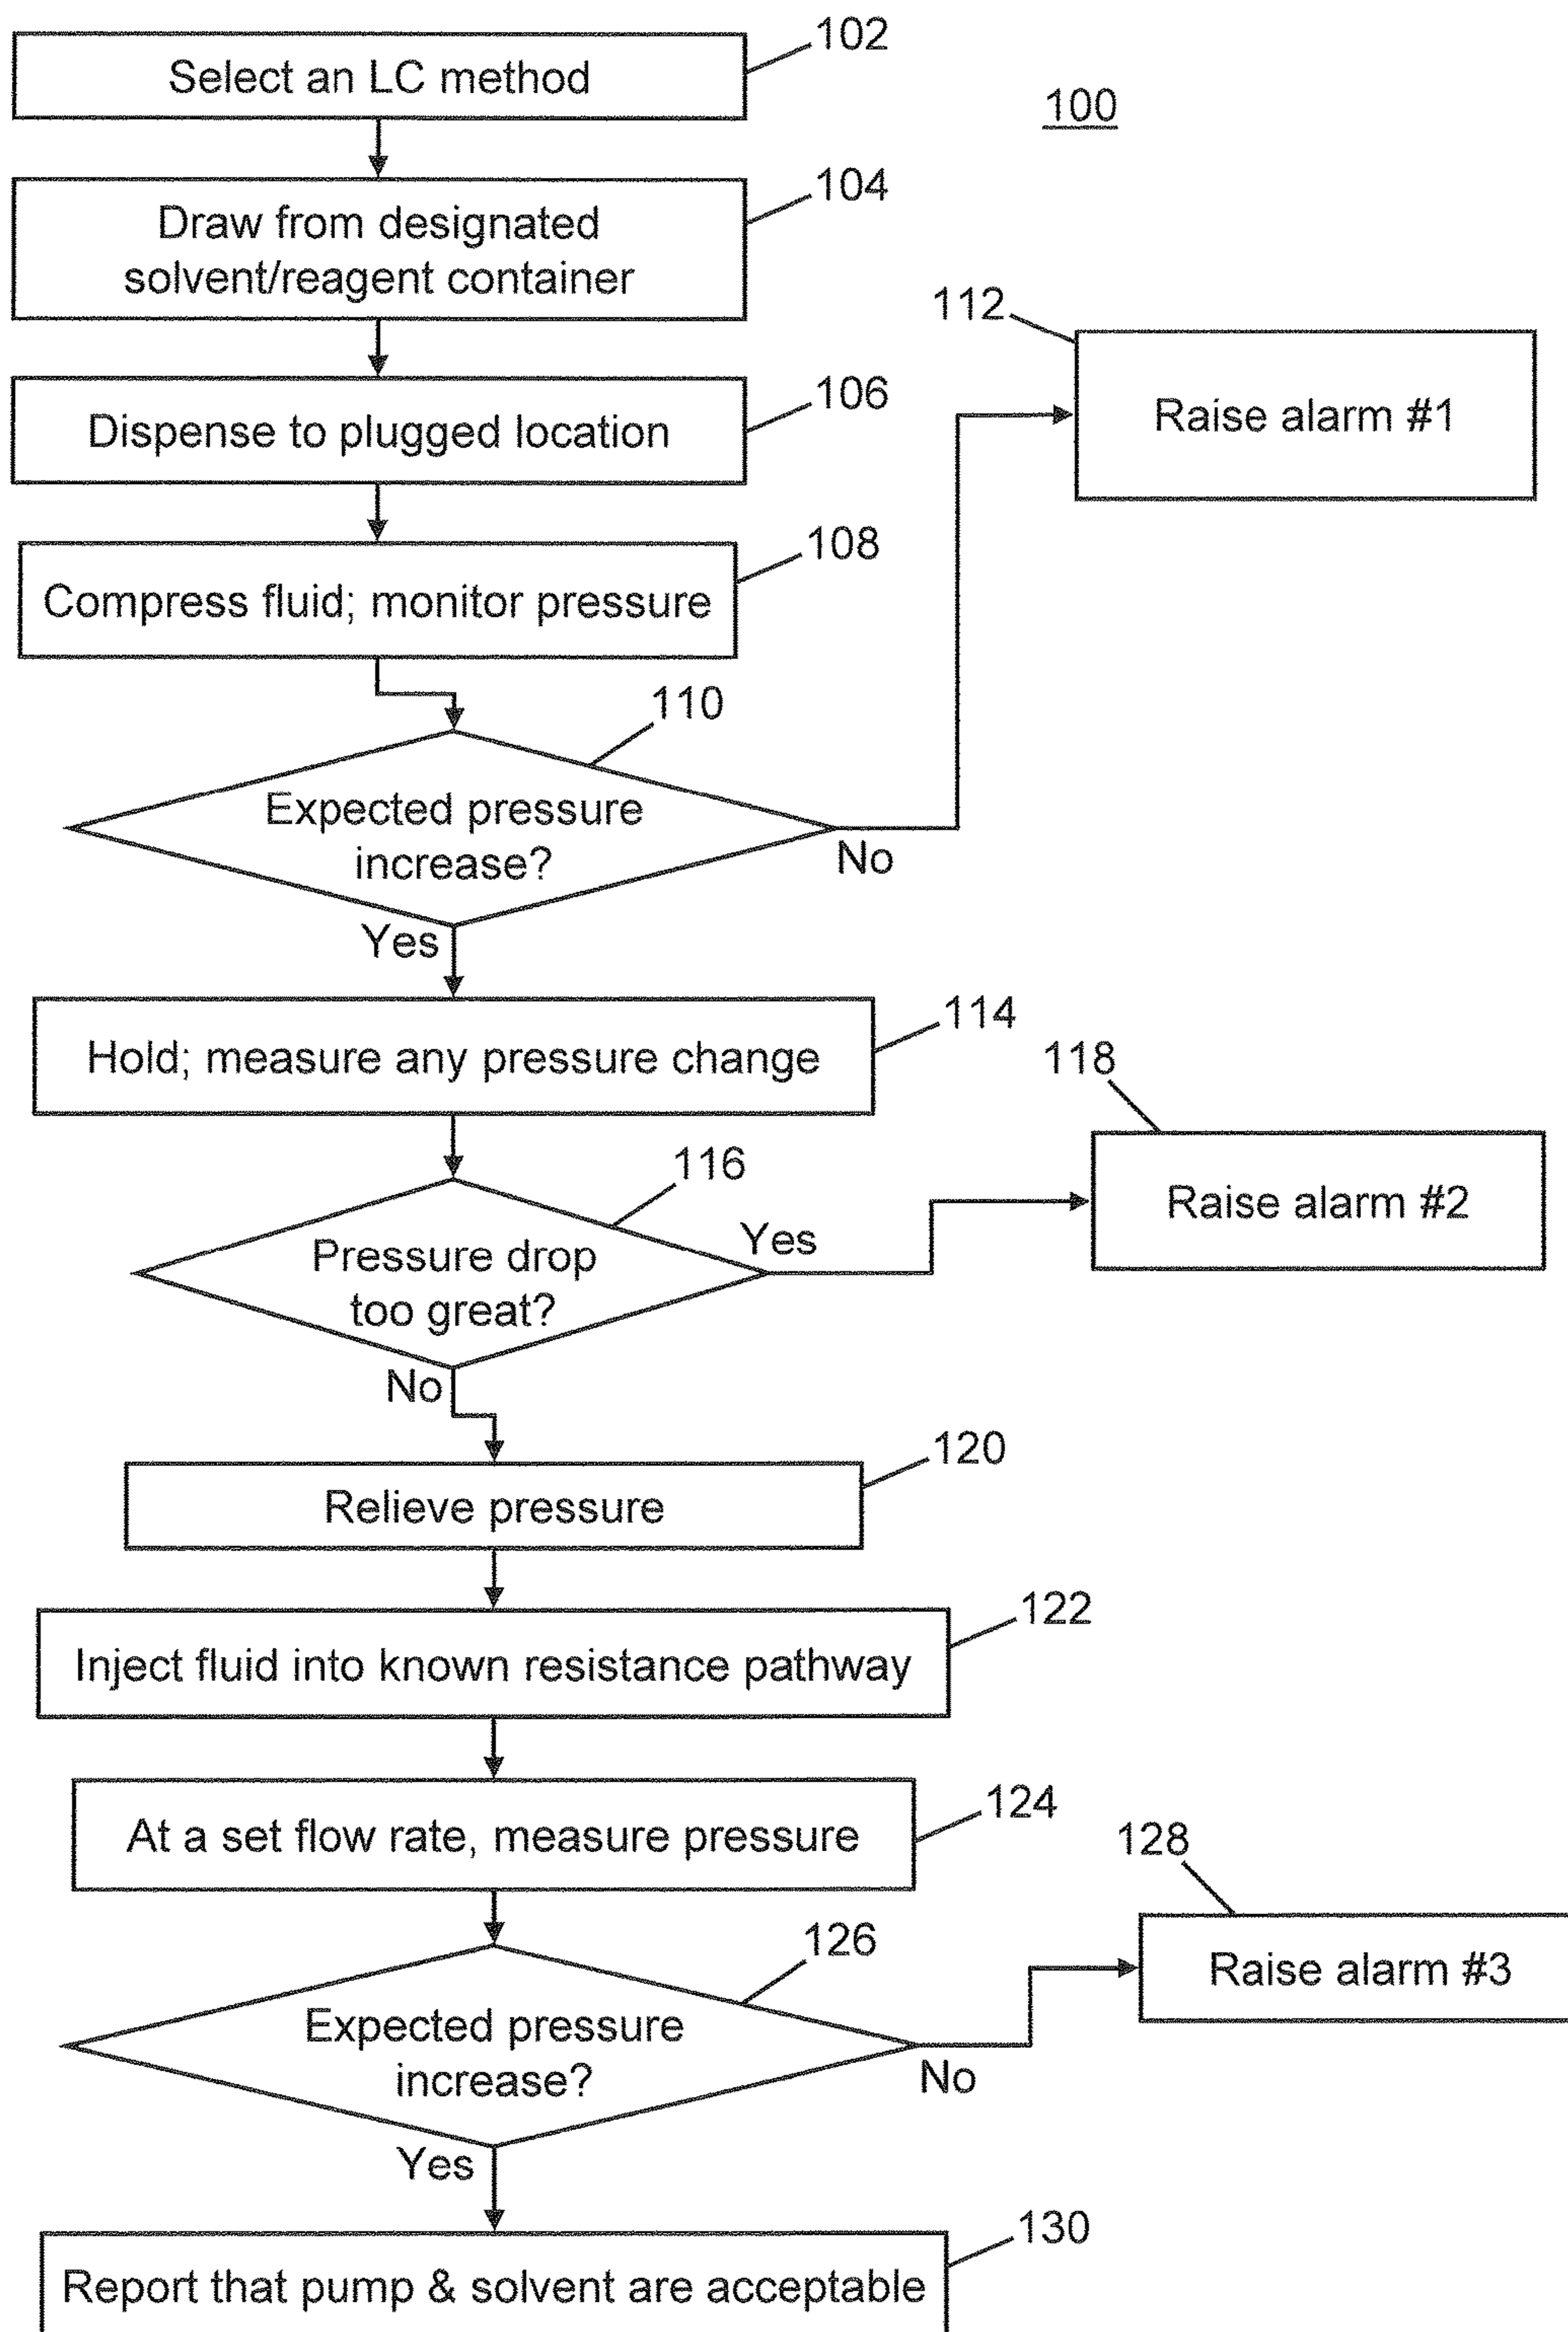 102
Select an LC method
100
104
Draw from designated
solvent/reagent container
112
Raise alarm #1
106
Dispense to plugged location
108
Compress fluid; monitor pressure
110
Expected pressure
increase?
No
Yes
114
Hold; measure any pressure change
118
Raise alarm #2
116
Yes
Pressure drop
too great?
No
120
Relieve pressure
122
Inject fluid into known resistance pathway
124
At a set flow rate, measure pressure
128
Raise alarm #3
126
Expected pressure
increase?
No
Yes
130
Report that pump & solvent are acceptable